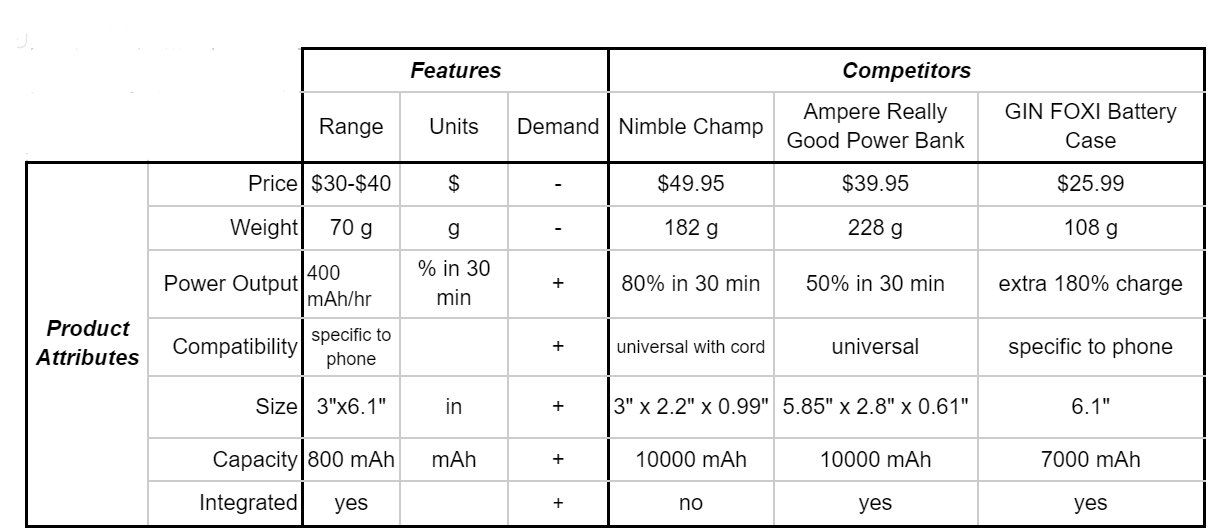 Features Competitors
Range Units Demand Nimble Champ Ampere Really Good Power Bank GIN FOXI Battery Case
Product Attributes
Price $30-$40 $ - $49.95 $39.95 $25.99
Weight 70 g g - 182 g 228 g 108 g
Power Output 400 mAh/hr % in 30 min + 80% in 30 min 50% in 30 min extra 180% charge
Compatibility specific to phone + universal with cord universal specific to phone
Size 3"x6.1" in + 3" x 2.2" x 0.99" 5.85" x 2.8" x 0.61" 6.1"
Capacity 800 mAh mAh + 10000 mAh 10000 mAh 7000 mAh
Integrated yes + no yes yes